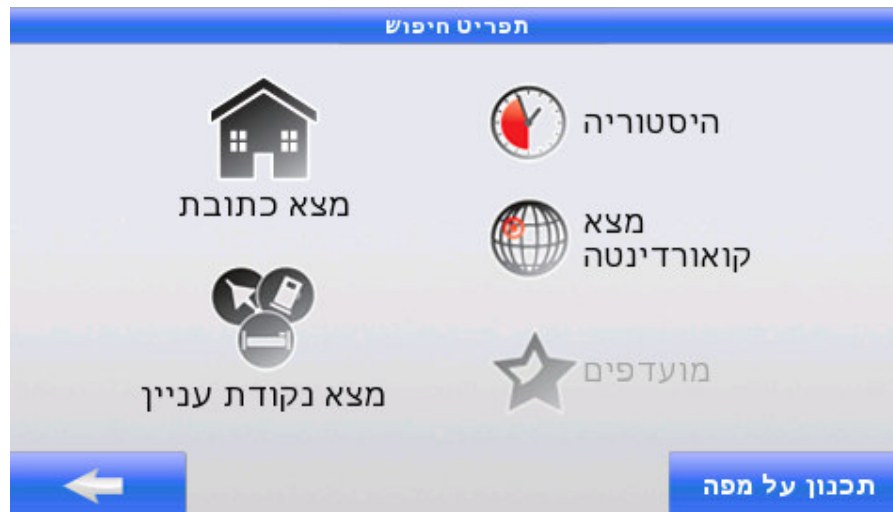 תפריט חיפוש
היסטוריה
מצא כתובת
מצא
קואורדינטה
מועדפים
מצא נקודת עניין
תכנון על מפה